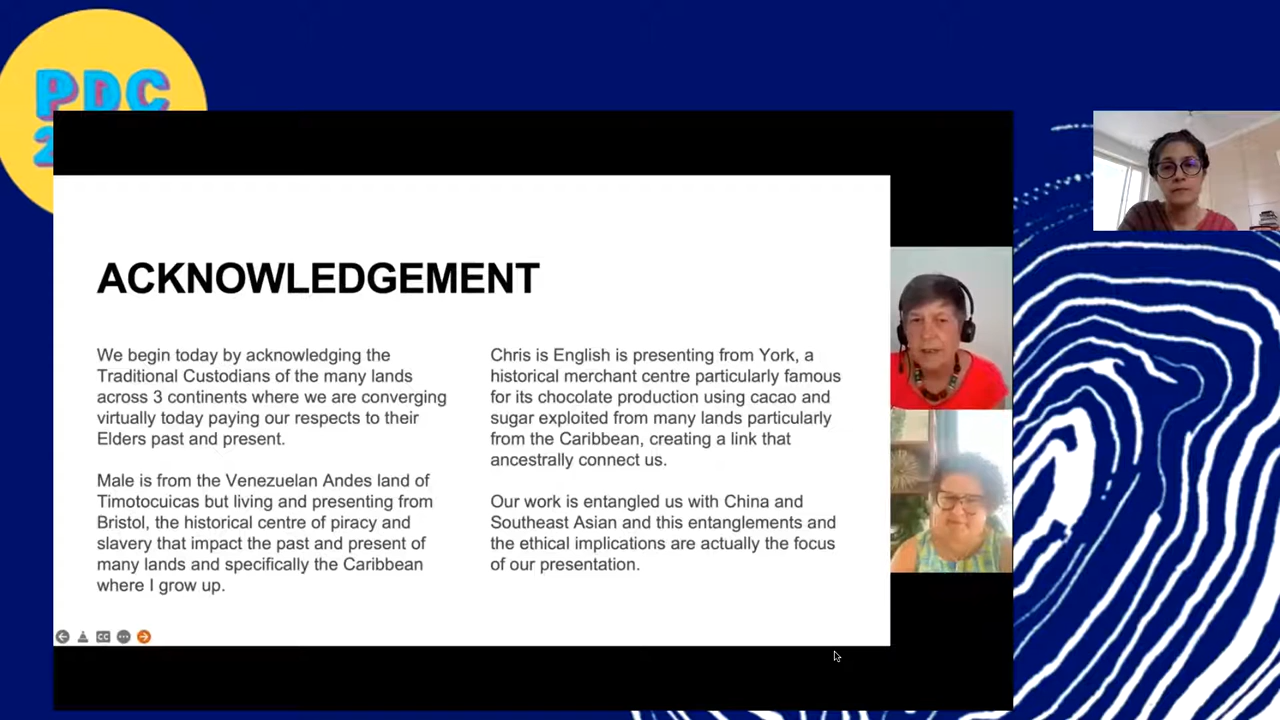 PDC
2
ACKNOWLEDGEMENT
We begin today by acknowledging the
Traditional Custodians of the many lands
across 3 continents where we are converging
virtually today paying our respects to their
Elders past and present.
Male is from the Venezuelan Andes land of
Timotocuicas but living and presenting from
Bristol, the historical centre of piracy and
slavery that impact the past and present of
many lands and specifically the Caribbean
where I grow up.
Chris is English is presenting from York, a
historical merchant centre particularly famous
for its chocolate production using cacao and
sugar exploited from many lands particularly
from the Caribbean, creating a link that
ancestrally connect us.
Our work is entangled us with China and
Southeast Asian and this entanglements and
the ethical implications are actually the focus
of our presentation.
CC